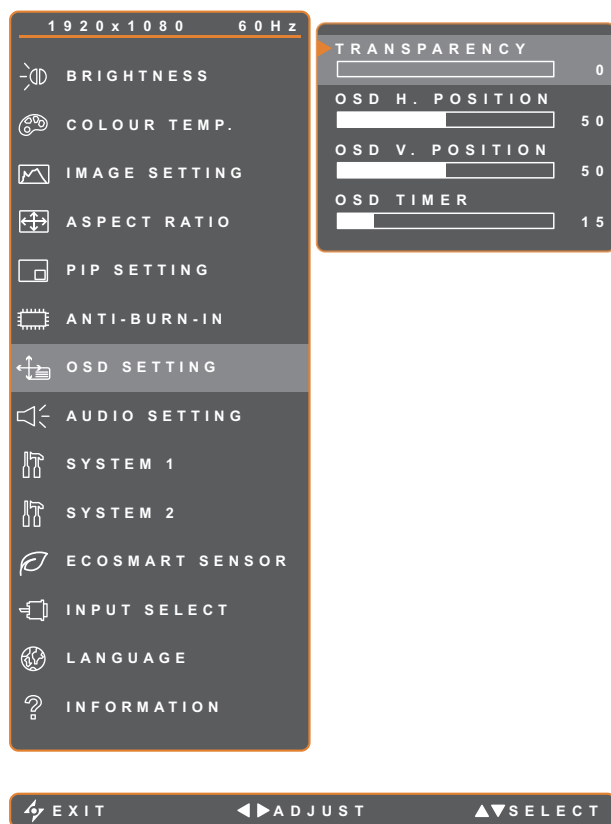 1920x1080 60Hz
BRIGHTNESS
COLOUR TEMP.
IMAGE SETTING
ASPECT RATIO
PIP SETTING
ANTI-BURN-IN
OSD SETTING
AUDIO SETTING
SYSTEM 1
SYSTEM 2
ECOSMART SENSOR
INPUT SELECT
LANGUAGE
INFORMATION
TRANSPARENCY
0
OSD H. POSITION
50
OSD V. POSITION
50
OSD TIMER
15
EXIT ADJUST SELECT